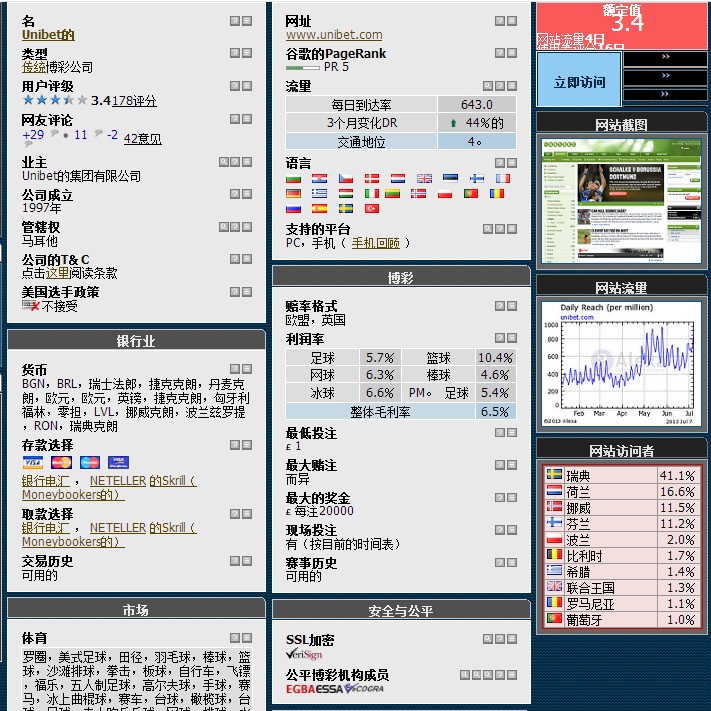 名
Unibet的
类型
传统博彩公司
用户评级
3.4178评分
网友评论
+29 11 -2 42意见
业主
Unibet的集团有限公司
公司成立
1997年
管辖权
马耳他
公司的T& C
点击这里阅读条款
美国选手政策
不接受
银行业
货币
BGN，BRL，瑞士法郎，捷克克朗，丹麦克
朗，欧元，欧元，英镑，捷克克朗，匈牙利
福林，零担，LVL，挪威克朗，波兰兹罗提
，RON，瑞典克朗
存款选择
VISA
银行电汇 ， NETELLER 的Skrill（
Moneybookers的）
取款选择
银行电汇 ， NETELLER 的Skrill（
Moneybookers的）
交易历史
可用的
市场
体育
罗圈，美式足球，田径，羽毛球，棒球，篮
球，沙滩排球，拳击，板球，自行车，飞镖
，福乐，五人制足球，高尔夫球，手球，赛
马，冰上曲棍球，赛车，台球，橄榄球，台
网址
www.unibet.com
谷歌的PageRank
PR 5
流量
每日到达率 643.0
3个月变化DR 44%的
交通地位 4。
语言
支持的平台
PC，手机（ 手机回顾 ）
博彩
赔率格式
欧盟，英国
利润率
足球 5.7% 篮球 10.4%
网球 6.3% 棒球 4.6%
冰球 6.6% PM。 足球 5.4%
整体毛利率 6.5%
最低投注
£ 1
最大赌注
而异
最大的奖金
£ 每注20000
现场投注
有（按目前的时间表）
赛事历史
可用的
安全与公平
SSL加密
VeriSign
公平博彩机构成员
EGBA ESSA eCOGRA
额定值
3.4
网站流量4日
立即访问
网站截图
UNIBET
SCHALKE V BORUSSIA
DORTMUND
网站流量
Daily Reach (per million)
unibet.com
1000
800
600
400
200
0
Alexa
Feb Mar Apr May Jun Jul
©2013 Alexa 2013 Jul 7
网站访问者
瑞典 41.1%
荷兰 16.6%
挪威 11.5%
芬兰 11.2%
波兰 2.0%
比利时 1.7%
希腊 1.4%
联合王国 1.3%
罗马尼亚 1.1%
葡萄牙 1.0%